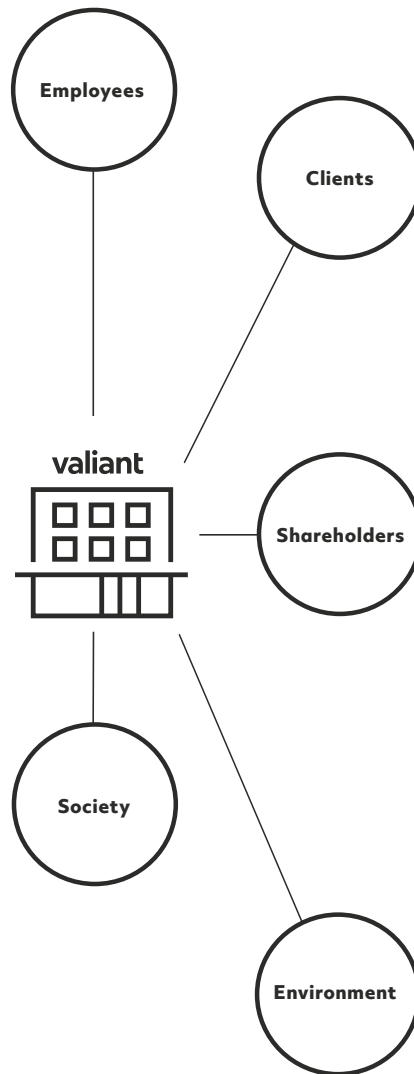 Employees
Clients
valiant
Shareholders
Society
Environment